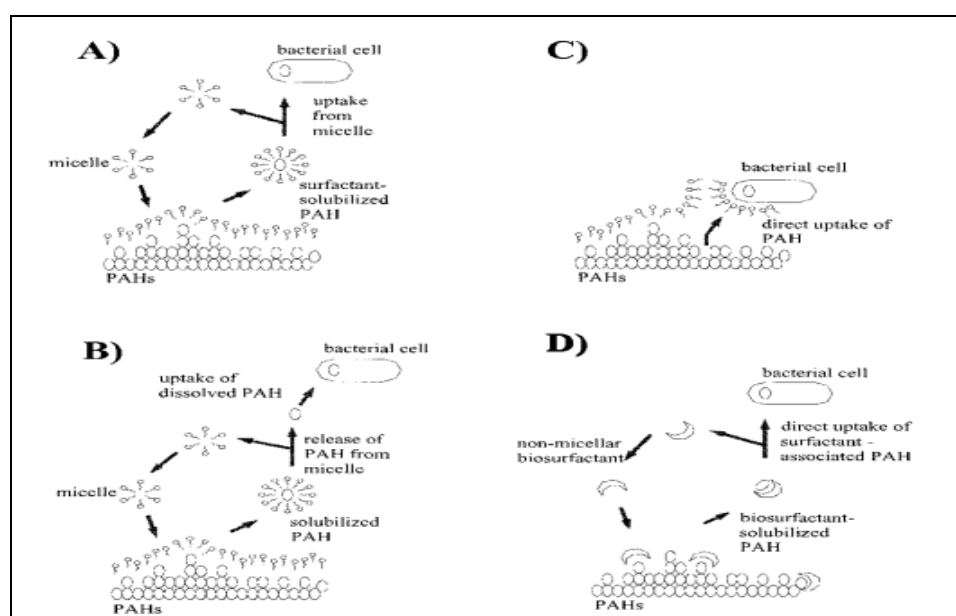 A)
bacterial cell
uptake
from
micelle
micelle
surfactant-
solubilized
PAH
PAHs
C)
bacterial cell
direct uptake of
PAH
PAHs
B)
bacterial cell
uptake of
dissolved PAH
release of
PAH from
micelle
micelle
solubilized
PAH
PAHs
D)
bacterial cell
non-micellar
biosurfactant
direct uptake of
surfactant -
associated PAH
biosurfactant-
solubilized
PAH
PAHs